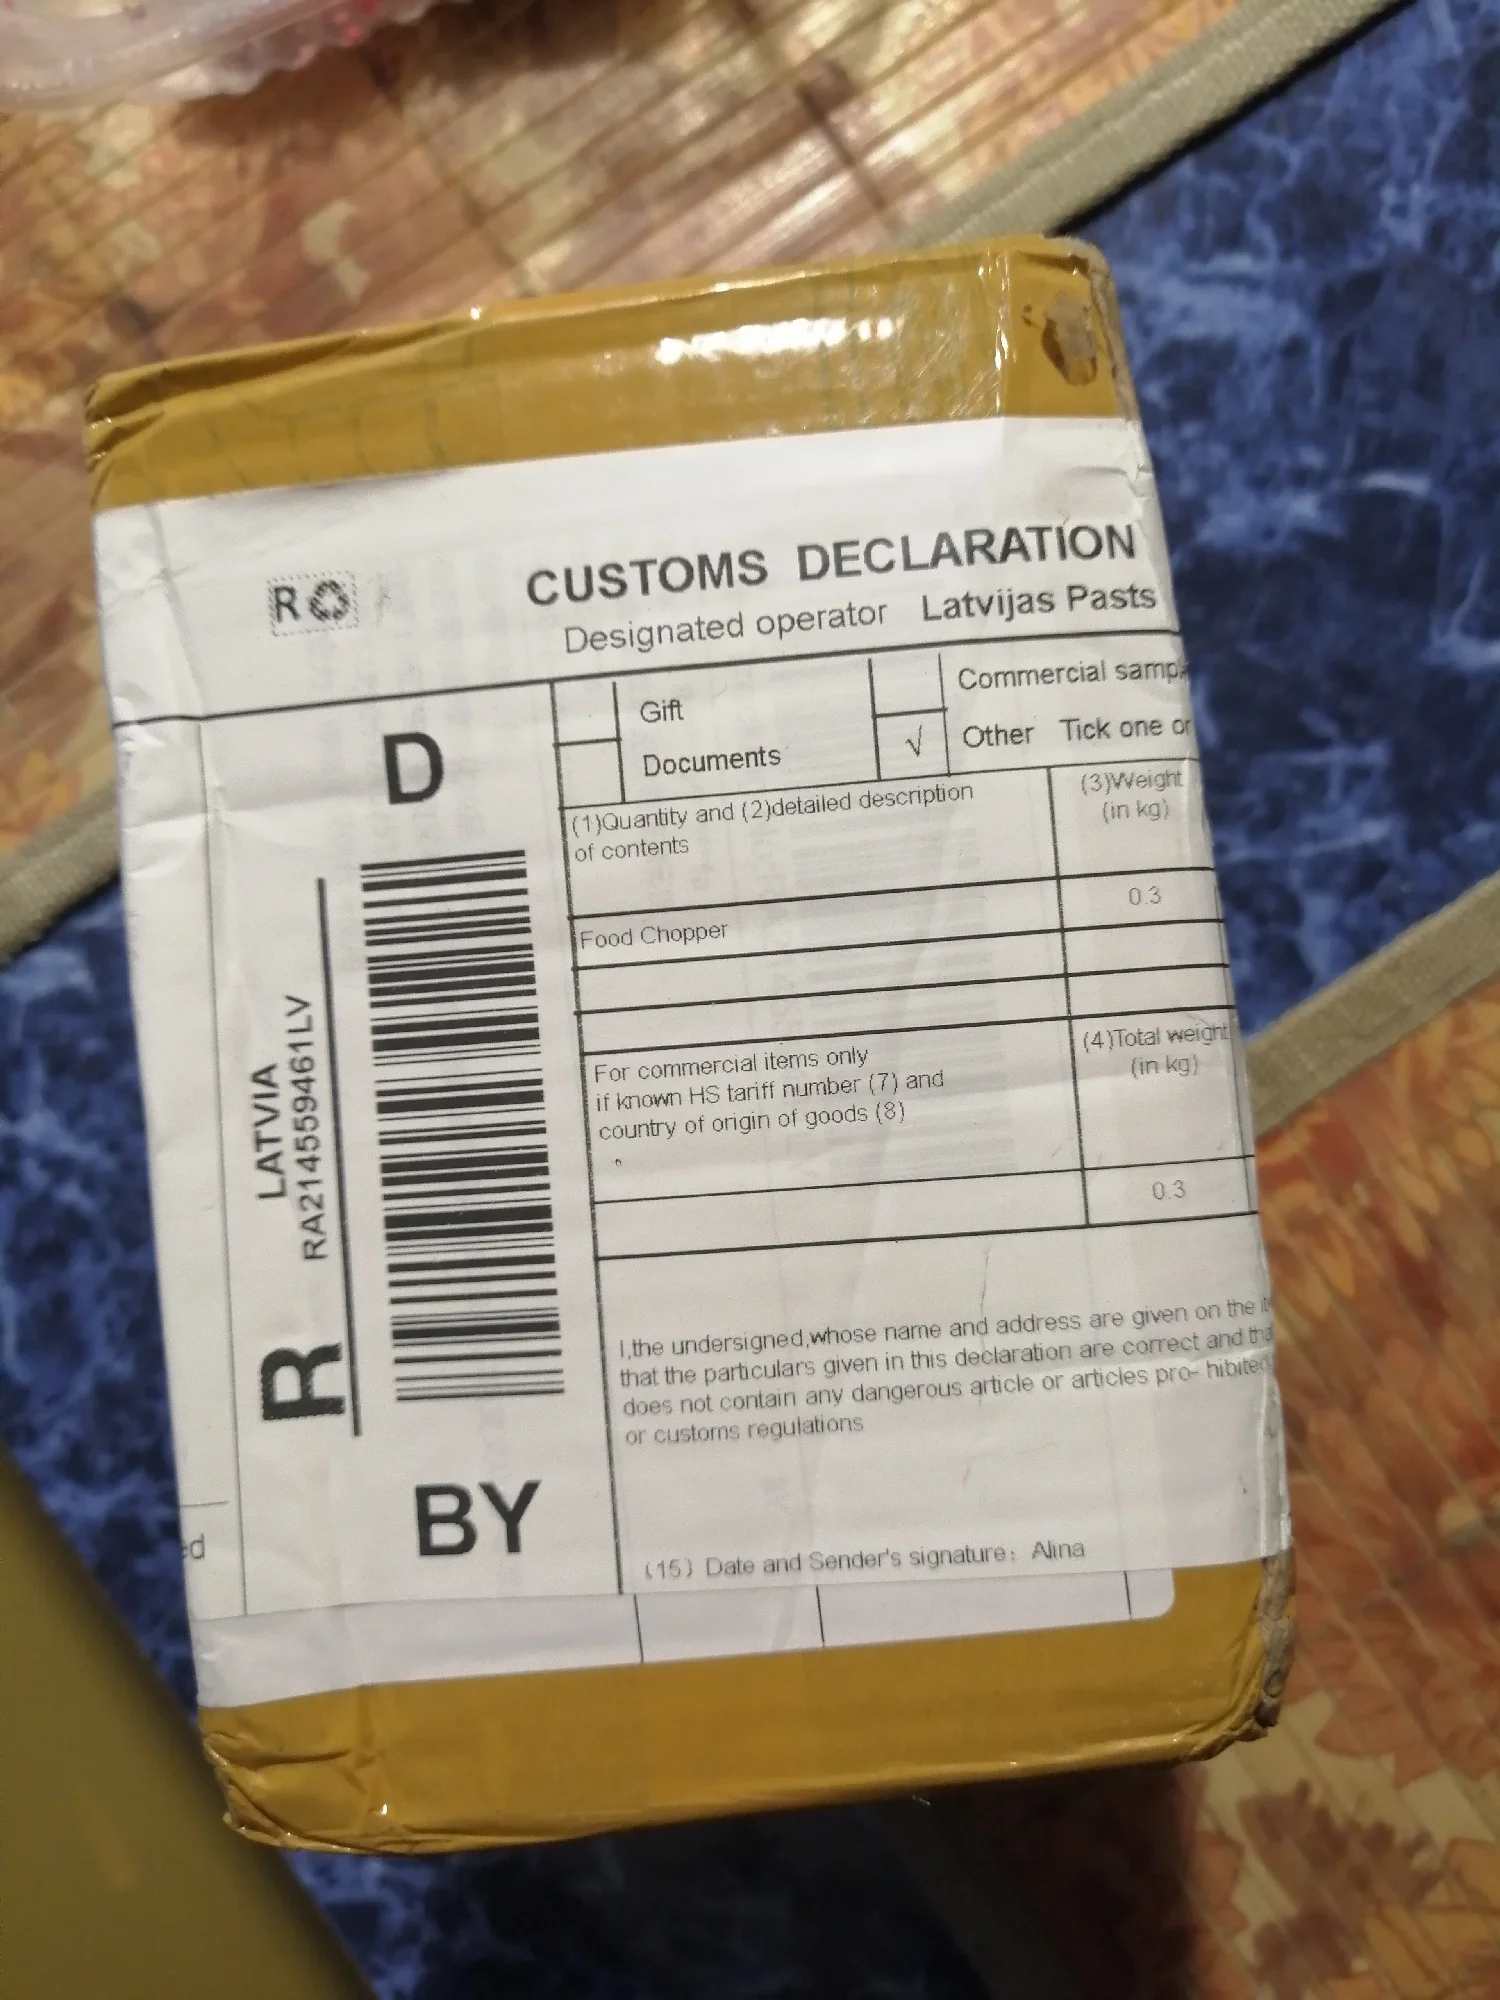 R
CUSTOMS DECLARATION
Designated operator Latvijas Pasts
Gift
Commercial
Documents
√ Other Tick one or
(1)Quantity and (2)detailed description
of contents
(3)Weight
(in kg)
Food Chopper
0.3
For commercial items only
if known HS tariff number (7) and
country of origin of goods (8)
(4)Total weight
(in kg)
0.3
I,the undersigned,whose name and address are given on the
that the particulars given in this declaration are correct and
does not contain any dangerous article or articles pro- hibited
or customs regulations
(15) Date and Sender's signature: Alina
D
LATVIA
RA214559461LV
R
BY